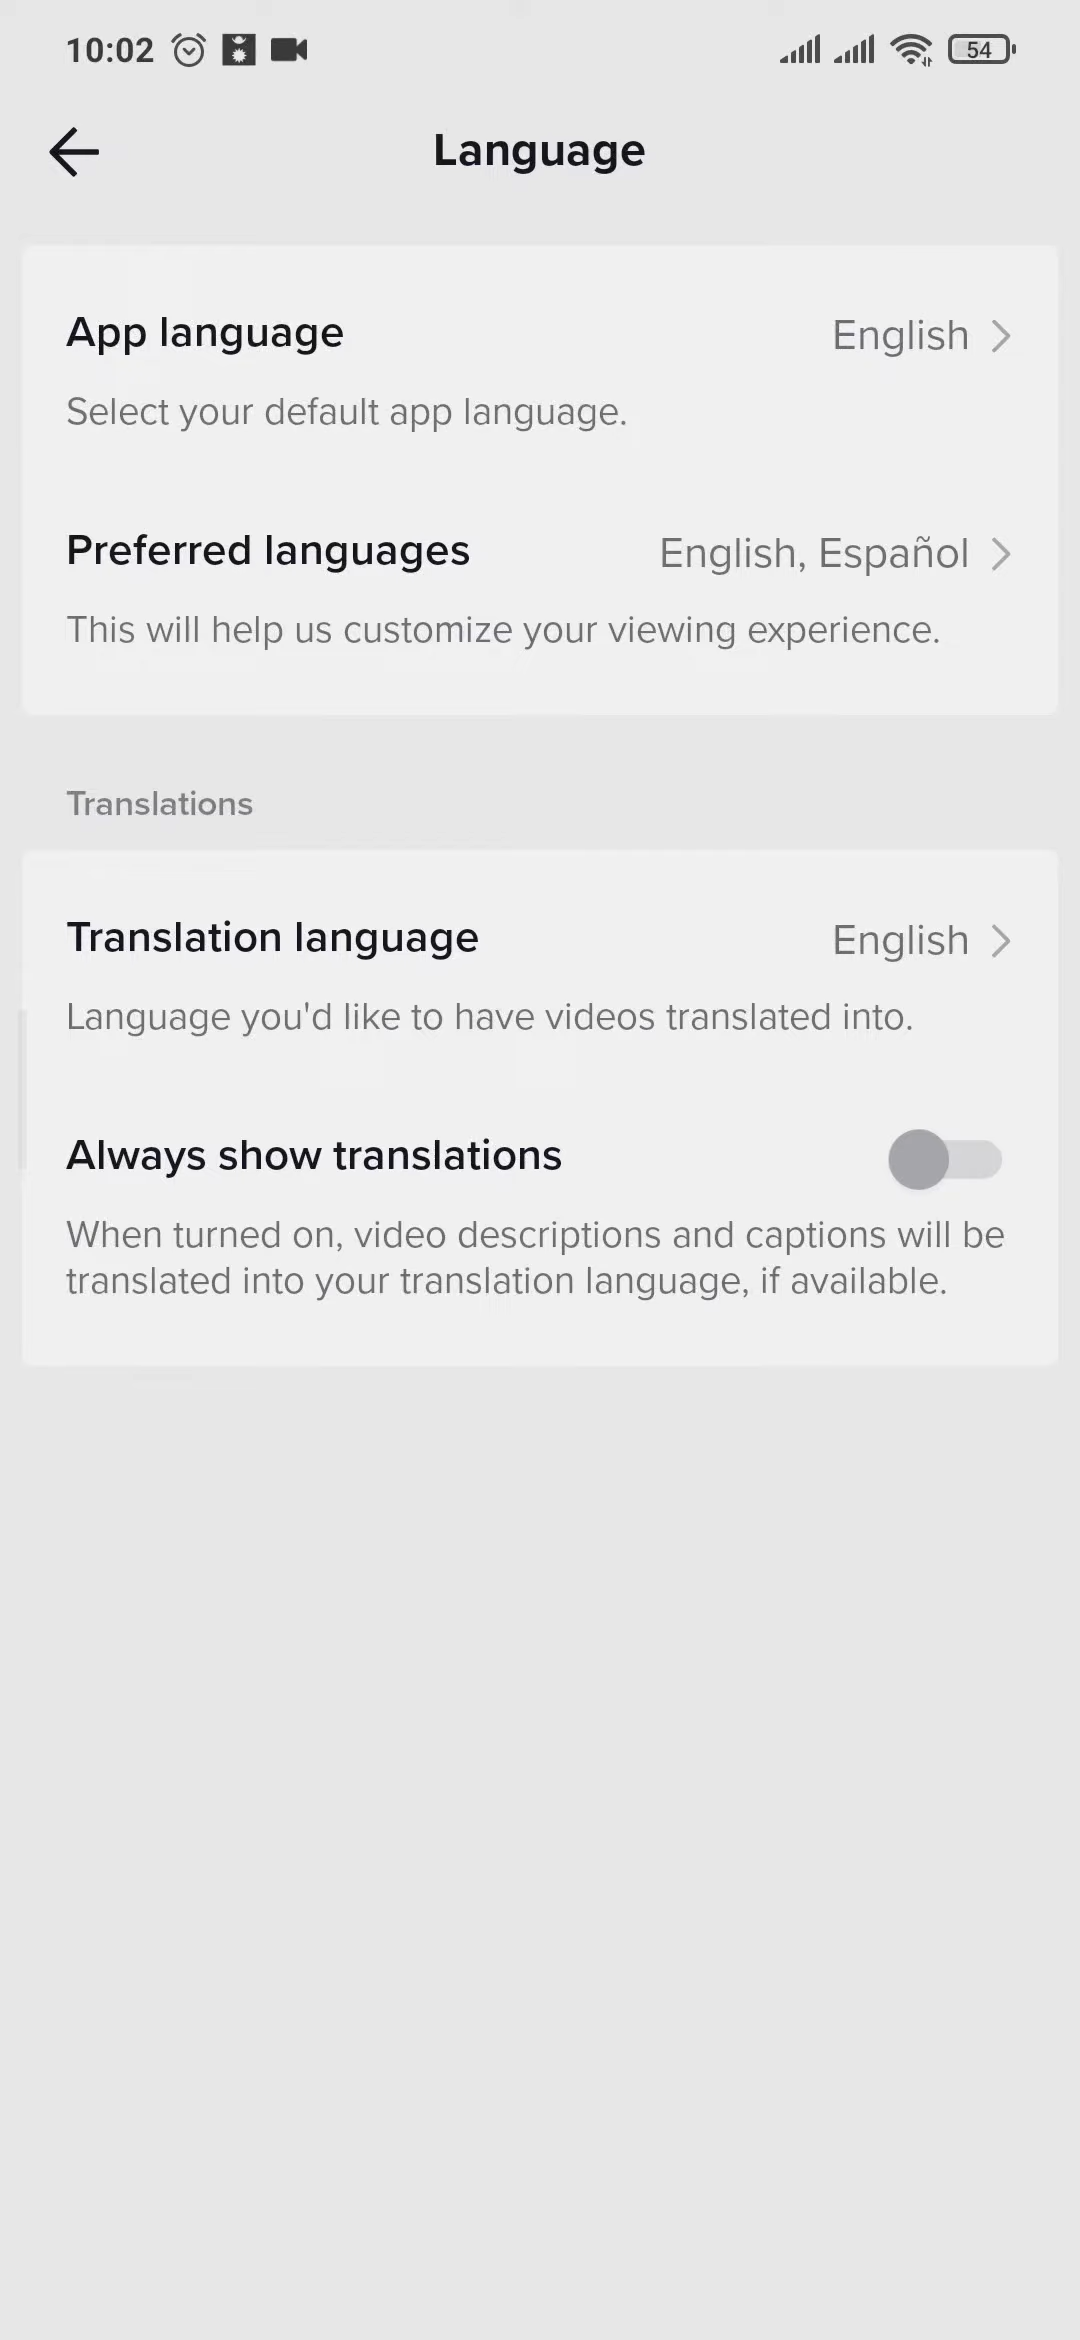 10:02
54
Language
App language
English
Select your default app language.
Preferred languages
English, Español
This will help us customize your viewing experience.
Translations
Translation language
English
Language you'd like to have videos translated into.
Always show translations
When turned on, video descriptions and captions will be
translated into your translation language, if available.